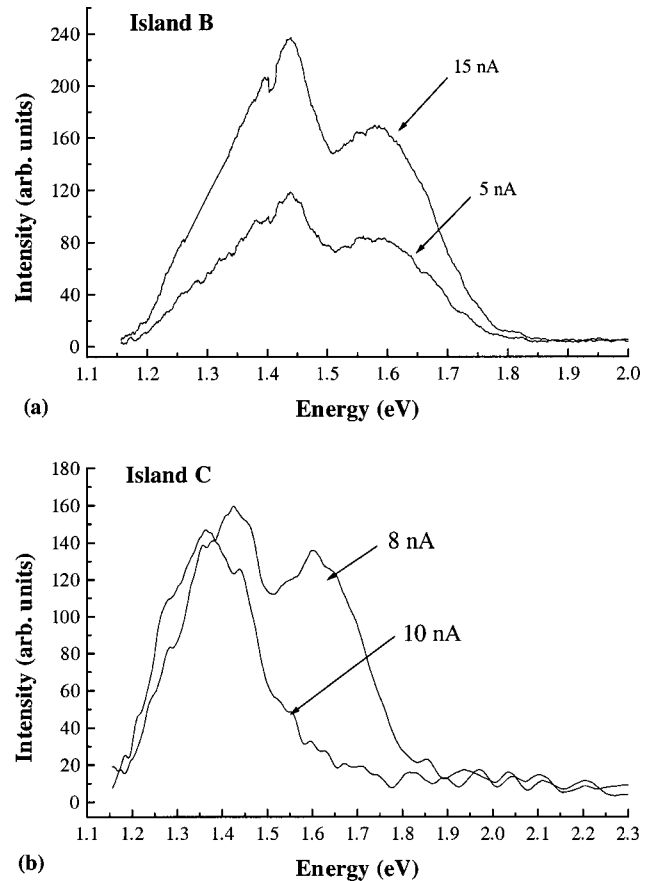 Island B
240
200
160
120
80
40
0
Intensity (arb. units)
15 nA
5 nA
1.1 1.2 1.3 1.4 1.5 1.6 1.7 1.8 1.9 2.0
(a)
Energy (eV)
Island C
180
160
140
120
100
80
60
40
20
0
Intensity (arb. units)
8 nA
10 nA
1.1 1.2 1.3 1.4 1.5 1.6 1.7 1.8 1.9 2.0 2.1 2.2 2.3
(b)
Energy (eV)